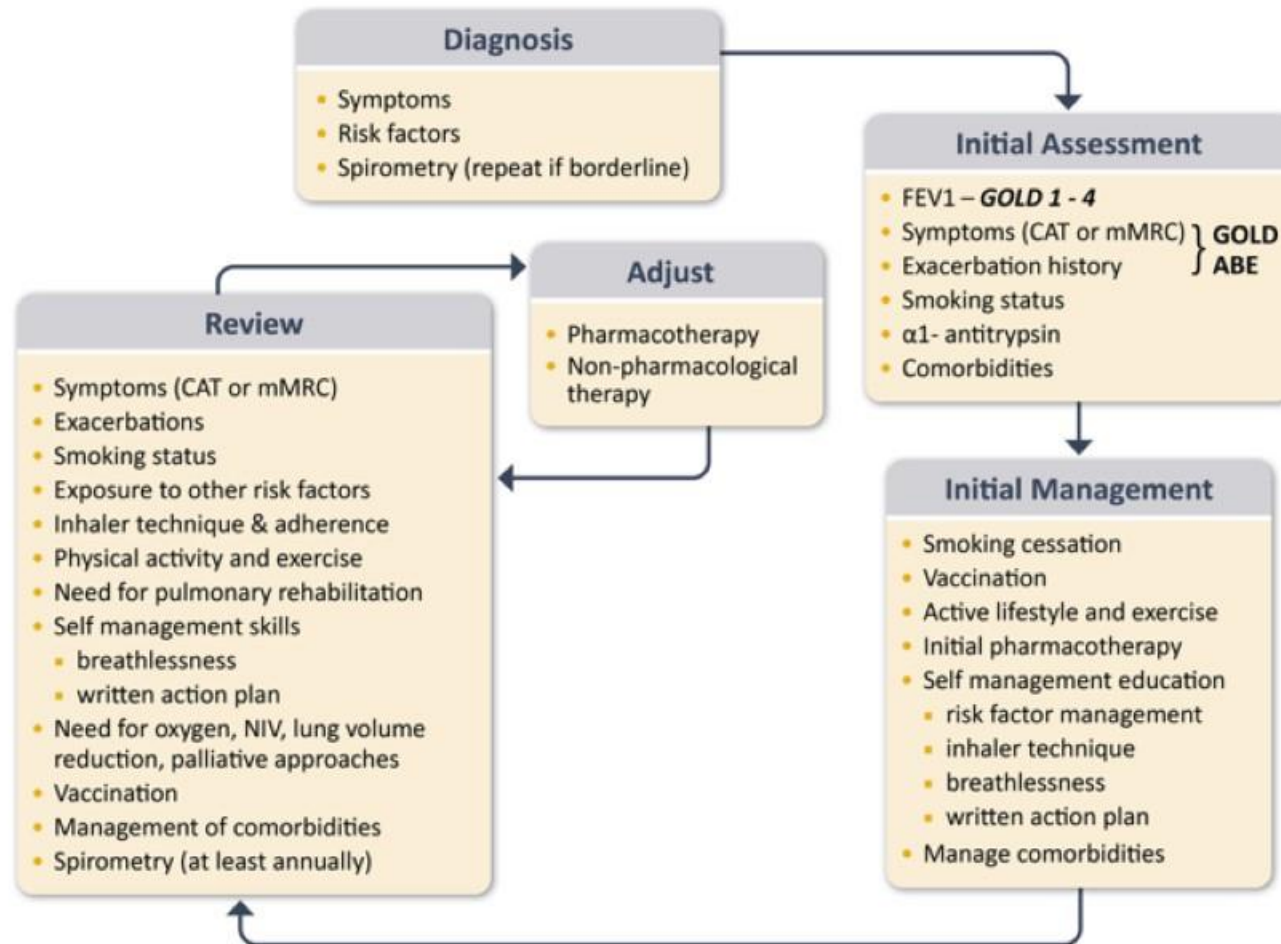 Diagnosis
• Symptoms
• Risk factors
• Spirometry (repeat if borderline)
Initial Assessment
• FEV1 – GOLD 1 - 4
• Symptoms (CAT or mMRC) } GOLD
• Exacerbation history ABE
• Smoking status
• α1- antitrypsin
• Comorbidities
Initial Management
• Smoking cessation
• Vaccination
• Active lifestyle and exercise
• Initial pharmacotherapy
• Self management education
▪ risk factor management
▪ inhaler technique
▪ breathlessness
▪ written action plan
• Manage comorbidities
Review
• Symptoms (CAT or mMRC)
• Exacerbations
• Smoking status
• Exposure to other risk factors
• Inhaler technique & adherence
• Physical activity and exercise
• Need for pulmonary rehabilitation
• Self management skills
▪ breathlessness
▪ written action plan
• Need for oxygen, NIV, lung volume
reduction, palliative approaches
• Vaccination
• Management of comorbidities
• Spirometry (at least annually)
Adjust
• Pharmacotherapy
• Non-pharmacological
therapy